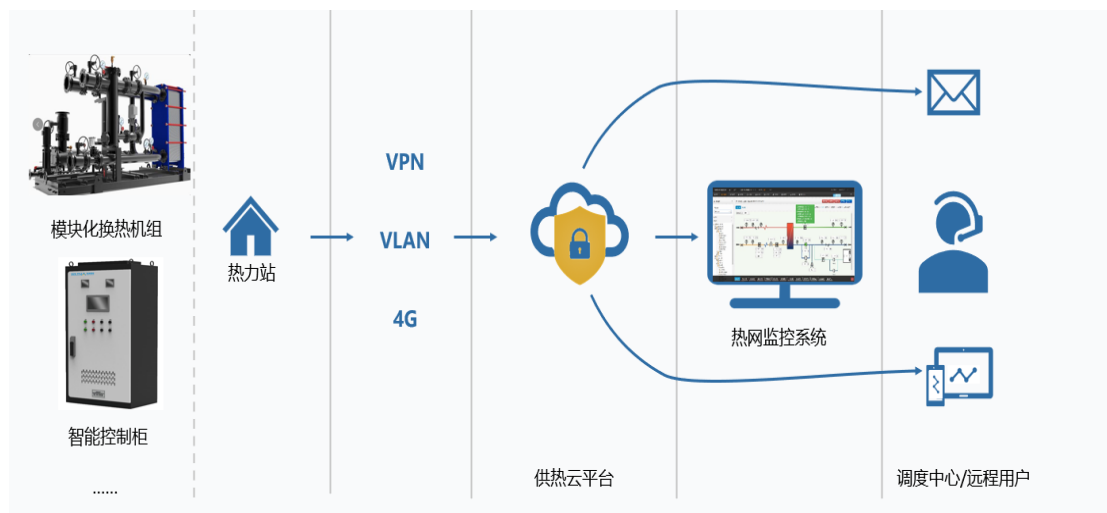 模块化换热机组
智能控制柜
......
热力站
VPN
VLAN
4G
供热云平台
热网监控系统
调度中心/远程用户